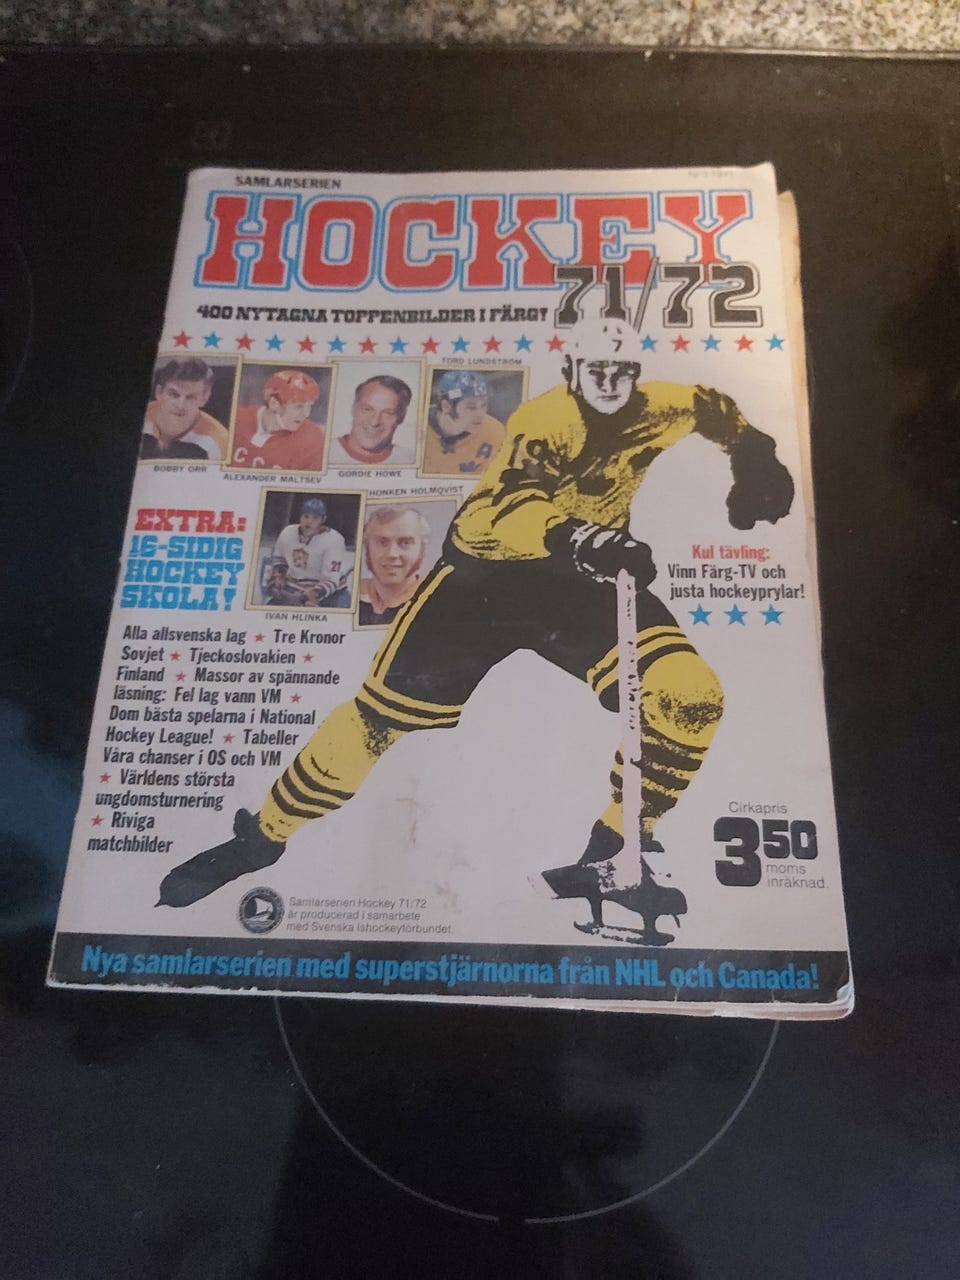 SAMLARSERIEN
HOCKEY
71/72
400 NYTAGNA TOPPENBILDER I FÄRG!
7
TORD LUNDSTRÖM
BOBBY ORR
ALEXANDER MALTSEV
GORDIE HOWE
HONKEN HOLMQVIST
CCC
A
21
IVAN HLINKA
EXTRA:
16-SIDIG
HOCKEY
SKOLA!
Kul tävling:
Vinn Färg-TV och
justa hockeyprylar!
Alla allsvenska lag ★ Tre Kronor
Sovjet ★ Tjeckoslovakien ★
Finland ★ Massor av spännande
läsning: Fel lag vann VM ★
Dom bästa spelarna i National
Hockey League! ★ Tabeller
Våra chanser i OS och VM
★ Världens största
ungdomsturnering
★ Riviga
matchbilder
Cirkapris
3 50
moms
inräknad.
Samlarserien Hockey 71/72
är producerad i samarbete
med Svenska Ishockeyförbundet
Nya samlarserien med superstjärnorna från NHL och Canada!